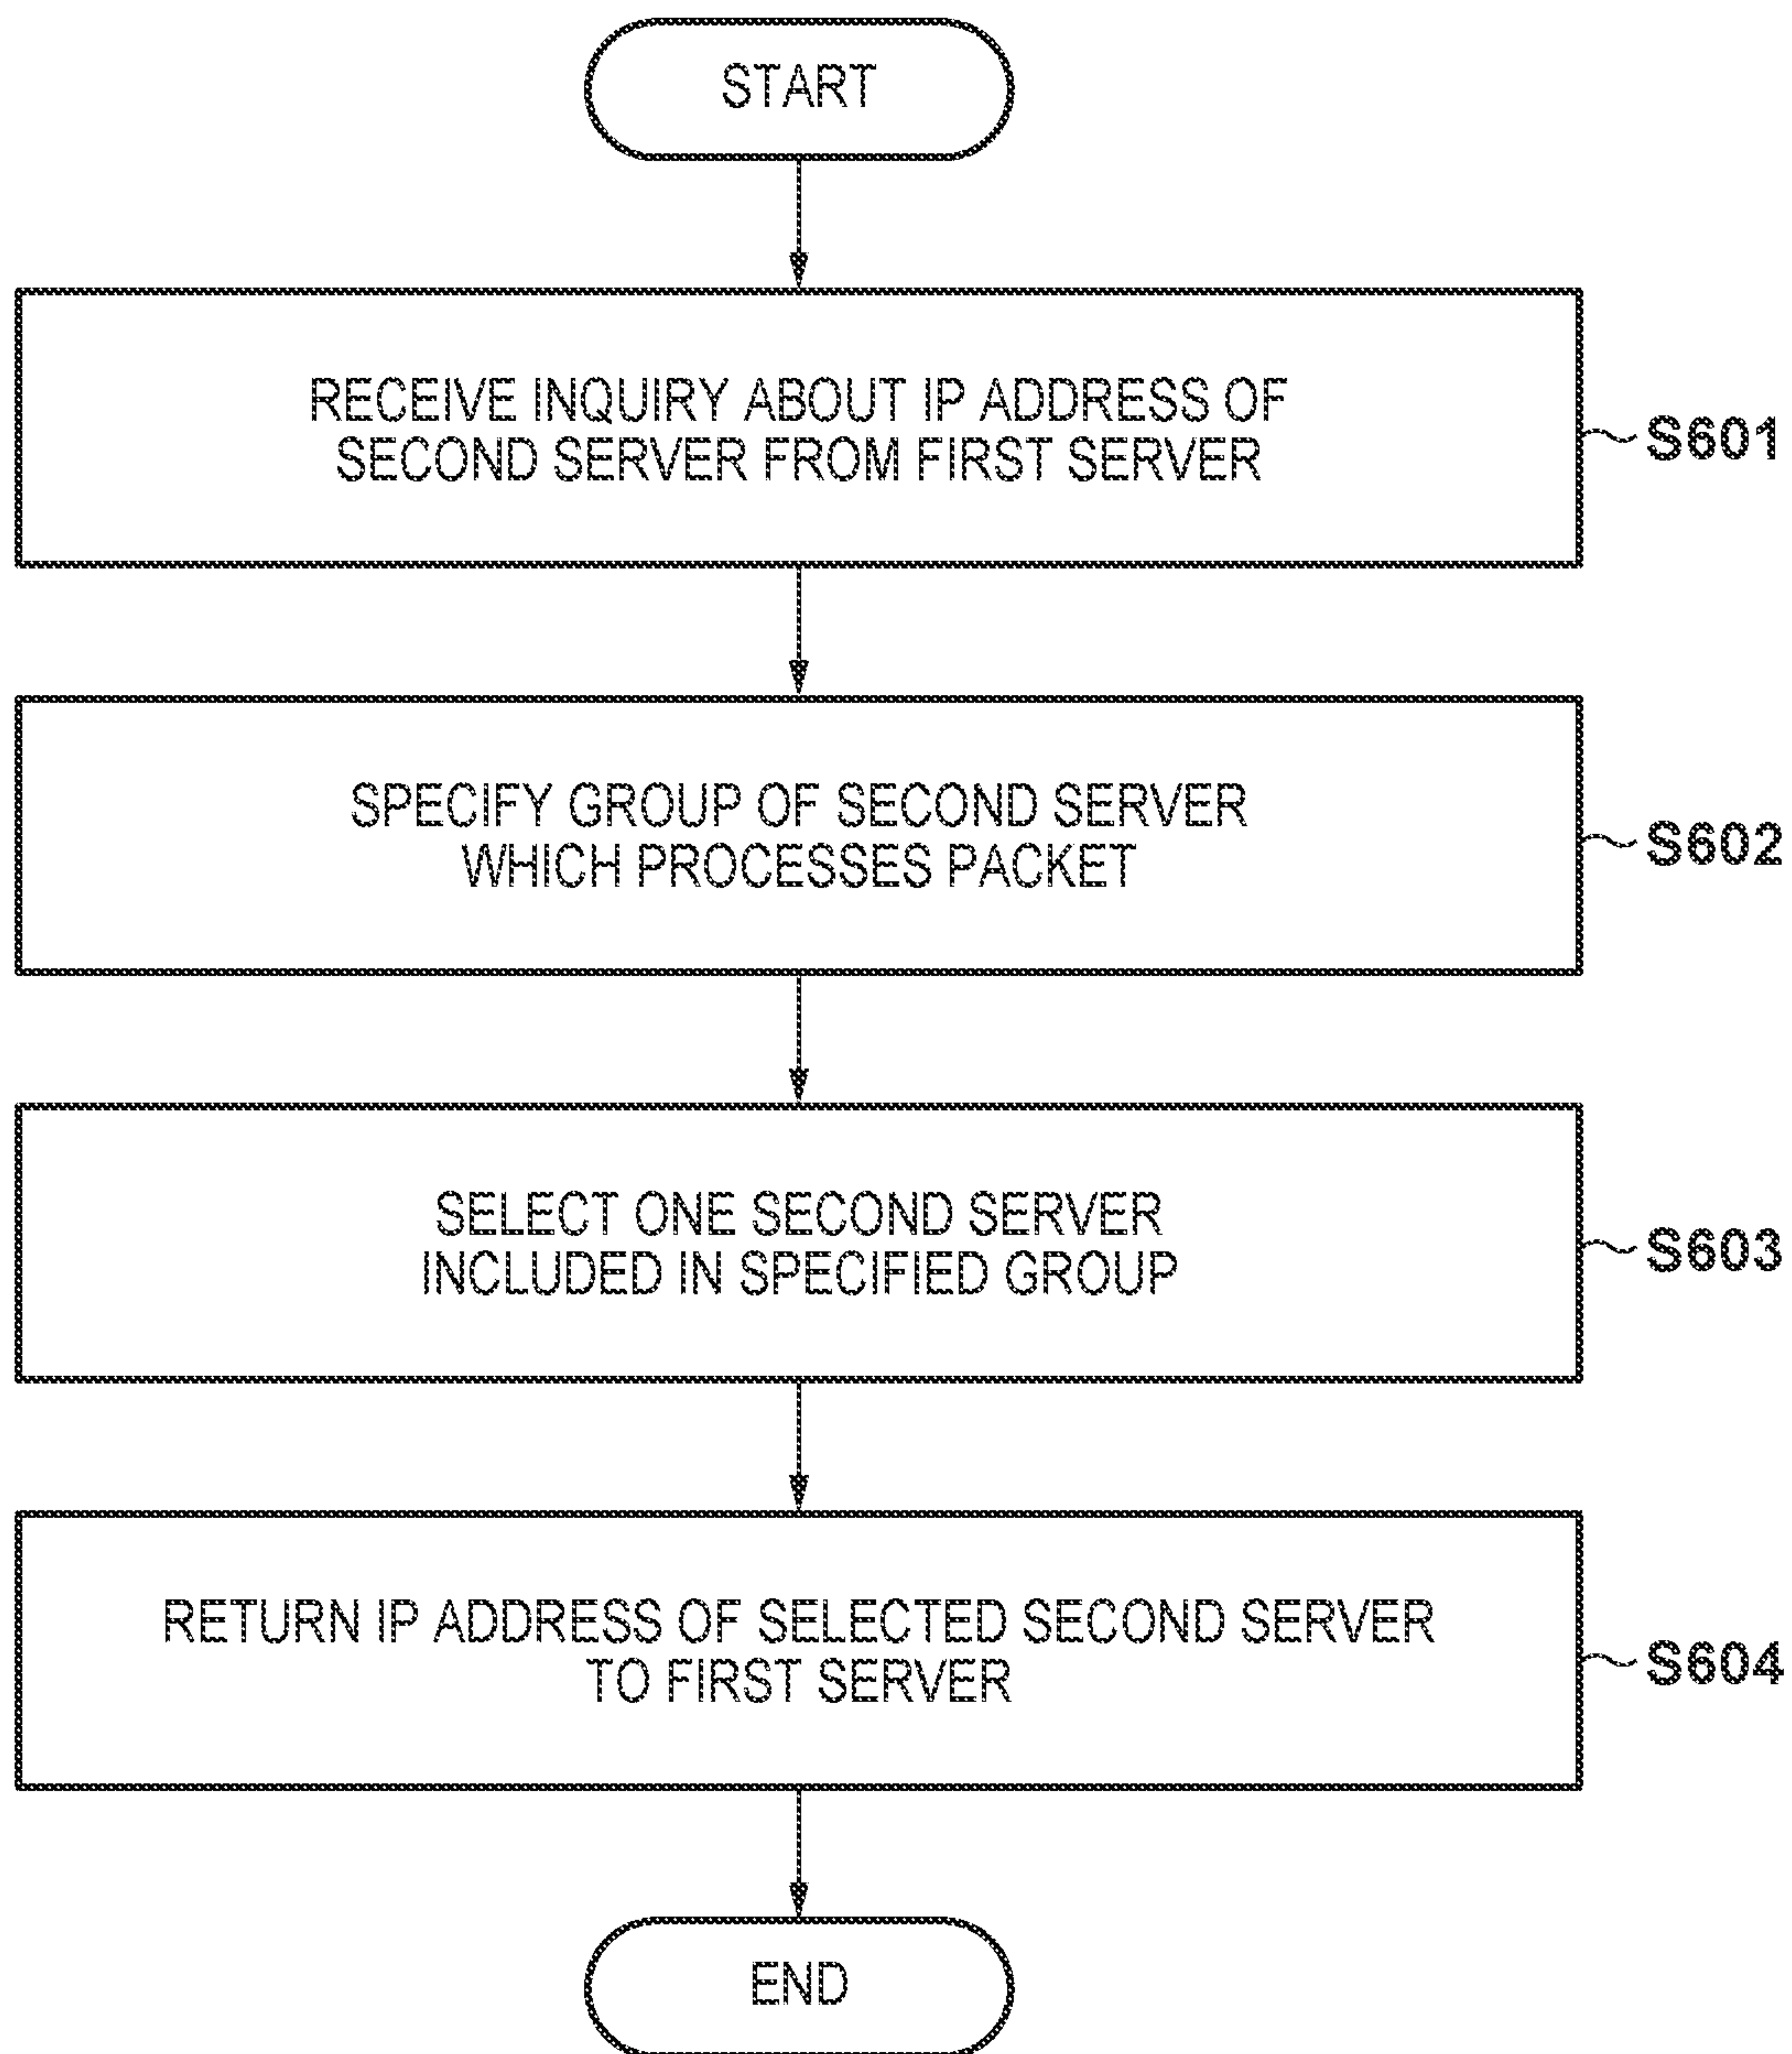 START
RECEIVE INQUIRY ABOUT IP ADDRESS OF
SECOND SERVER FROM FIRST SERVER
S601
SPECIFY GROUP OF SECOND SERVER
WHICH PROCESSES PACKET
S602
SELECT ONE SECOND SERVER
INCLUDED IN SPECIFIED GROUP
S603
RETURN IP ADDRESS OF SELECTED SECOND SERVER
TO FIRST SERVER
S604
END